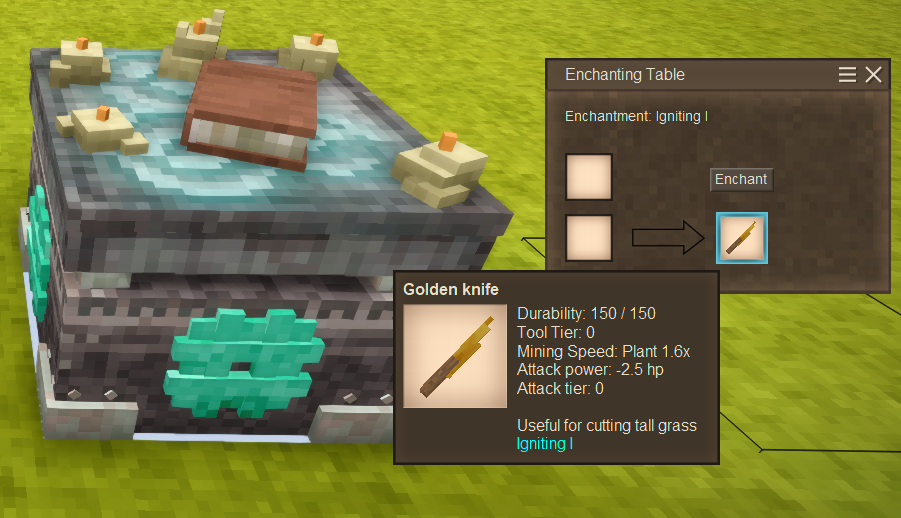 Enchanting Table
Enchantment: Igniting I
Enchant
Golden knife
Durability: 150 / 150
Tool Tier: 0
Mining Speed: Plant 1.6x
Attack power: -2.5 hp
Attack tier: 0
Useful for cutting tall grass
Igniting I